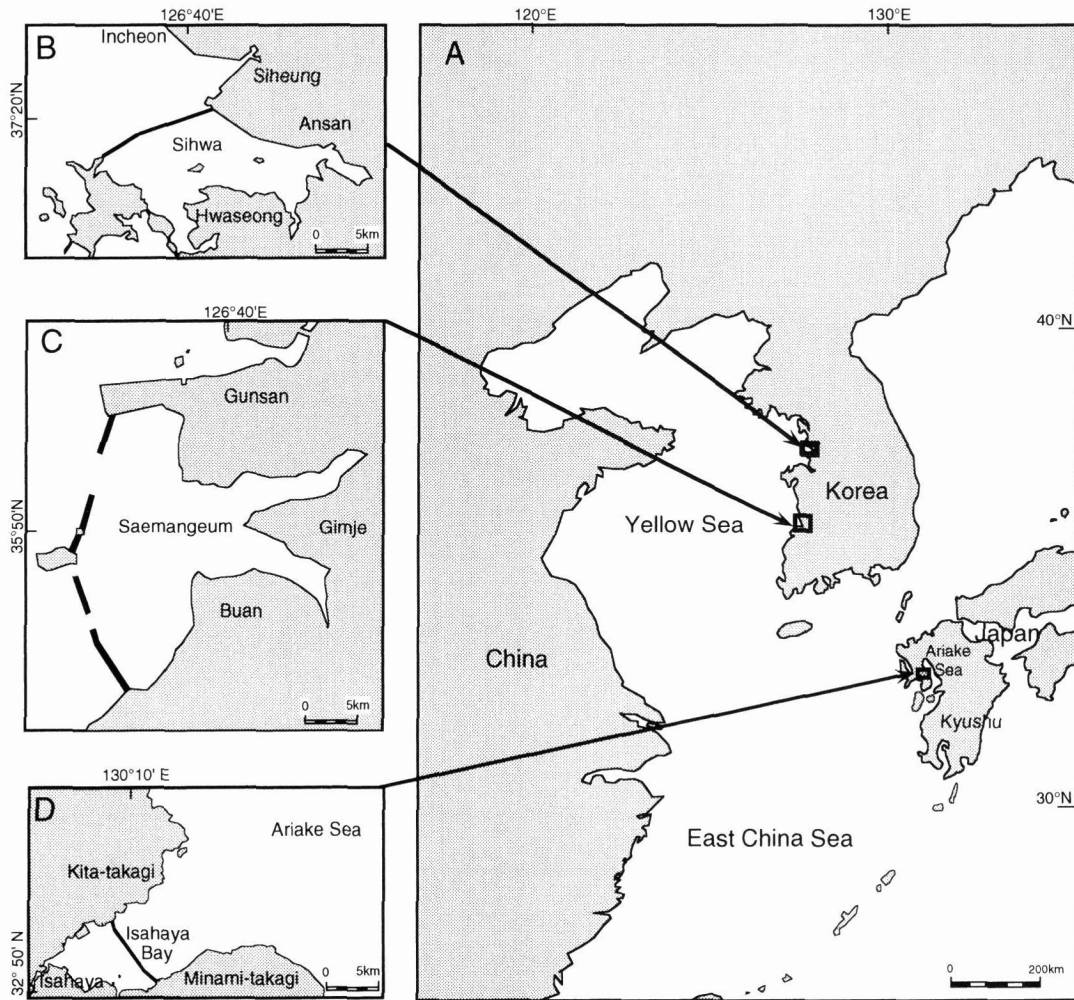 126°40'E
B
Incheon
Siheung
37°20'N
Ansan
Sihwa
Hwaseong
0 5km
126°40'E
C
Gunsan
35°50'N
Saemangeum
Gimje
Buan
0 5km
130°10' E
D
Ariake Sea
Kita-takagi
Isahaya
Bay
32° 50' N
Isahaya
Minami-takagi
0 5km
120°E
130°E
A
40°N
Korea
Yellow Sea
Japan
China
Ariake
Sea
Kyushu
30°N
East China Sea
0 200km